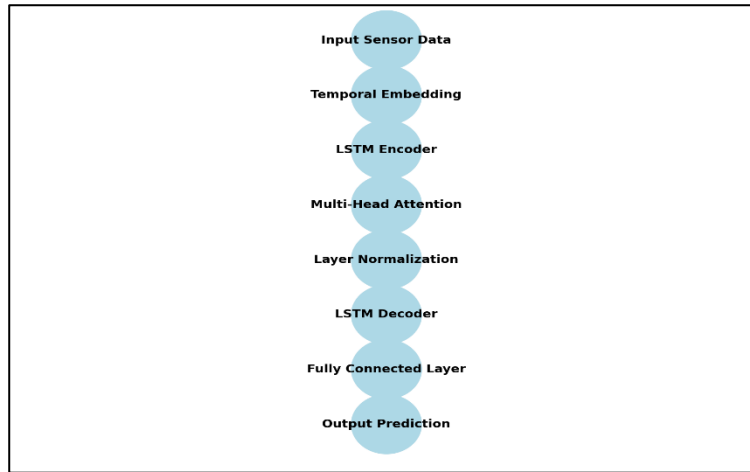 Input Sensor Data
Temporal Embedding
LSTM Encoder
Multi-Head Attention
Layer Normalization
LSTM Decoder
Fully Connected Layer
Output Prediction